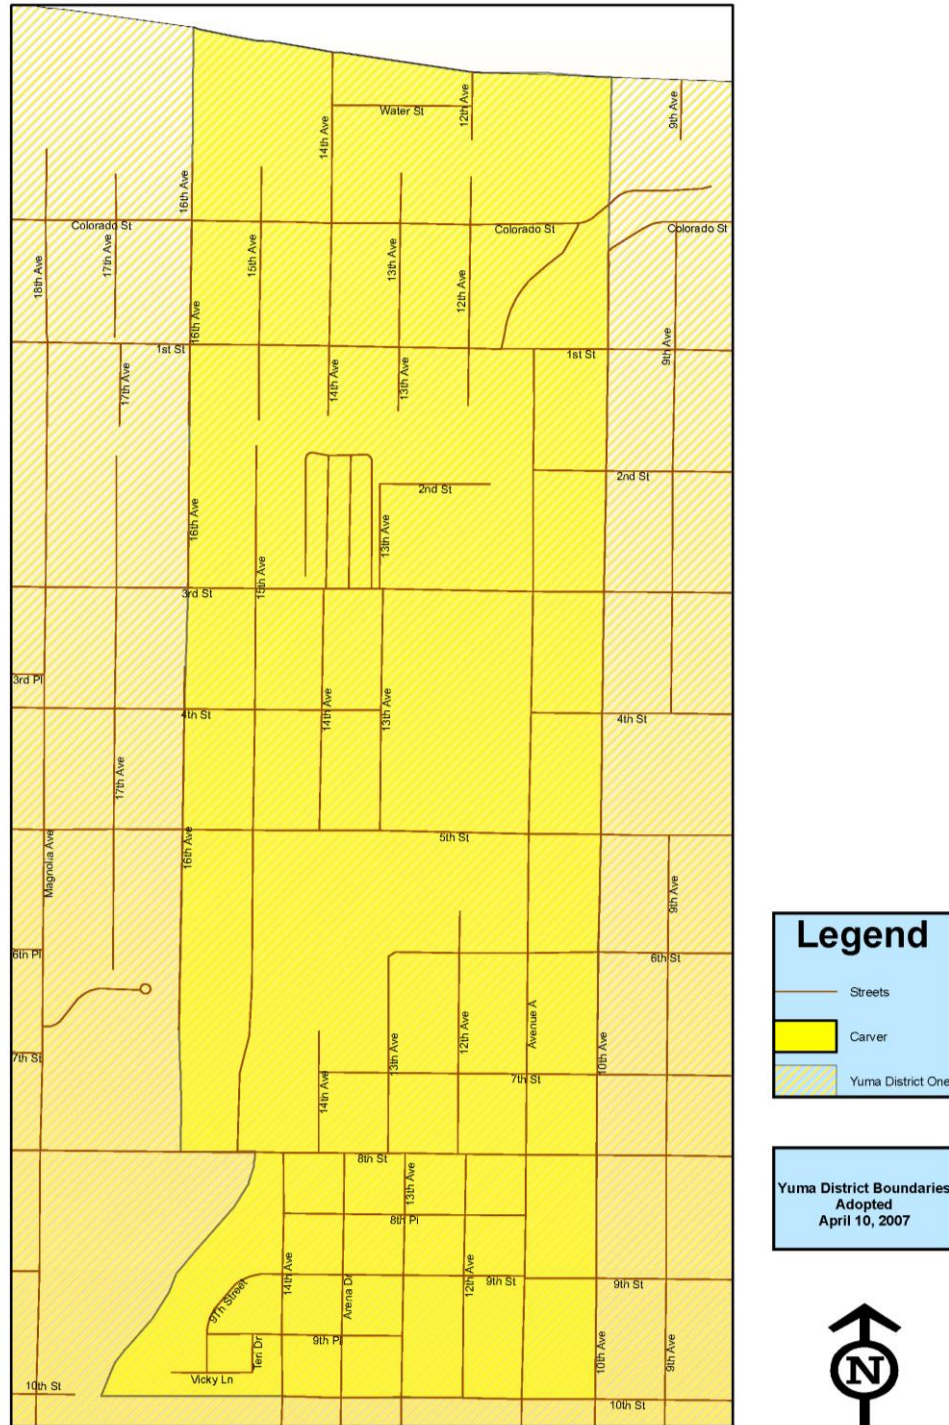 9th Ave
12th Ave
Water St
14th Ave
16th Ave
Colorado St
Colorado St
Colorado St
17th Ave
15th Ave
13th Ave
18th Ave
12th Ave
16th Ave
1st St
1st St
9th Ave
17th Ave
14th Ave
13th Ave
2nd St
2nd St
16th Ave
13th Ave
15th Ave
3rd St
3rd Pl
4th St
14th Ave
13th Ave
4th St
17th Ave
5th St
Magnolia Ave
16th Ave
9th Ave
6th Pl
6th St
12th Ave
Avenue A
13th Ave
10th Ave
7th St
7th St
14th Ave
8th St
13th Ave
8th Pl
14th Ave
Arena Dr
12th Ave
9th St
9th St
9Th Street
9th Pl
Teri Dr
10th Ave
9th Ave
Vicky Ln
10th St
10th St
Legend
Streets
Carver
Yuma District One
Yuma District Boundaries
Adopted
April 10, 2007
N